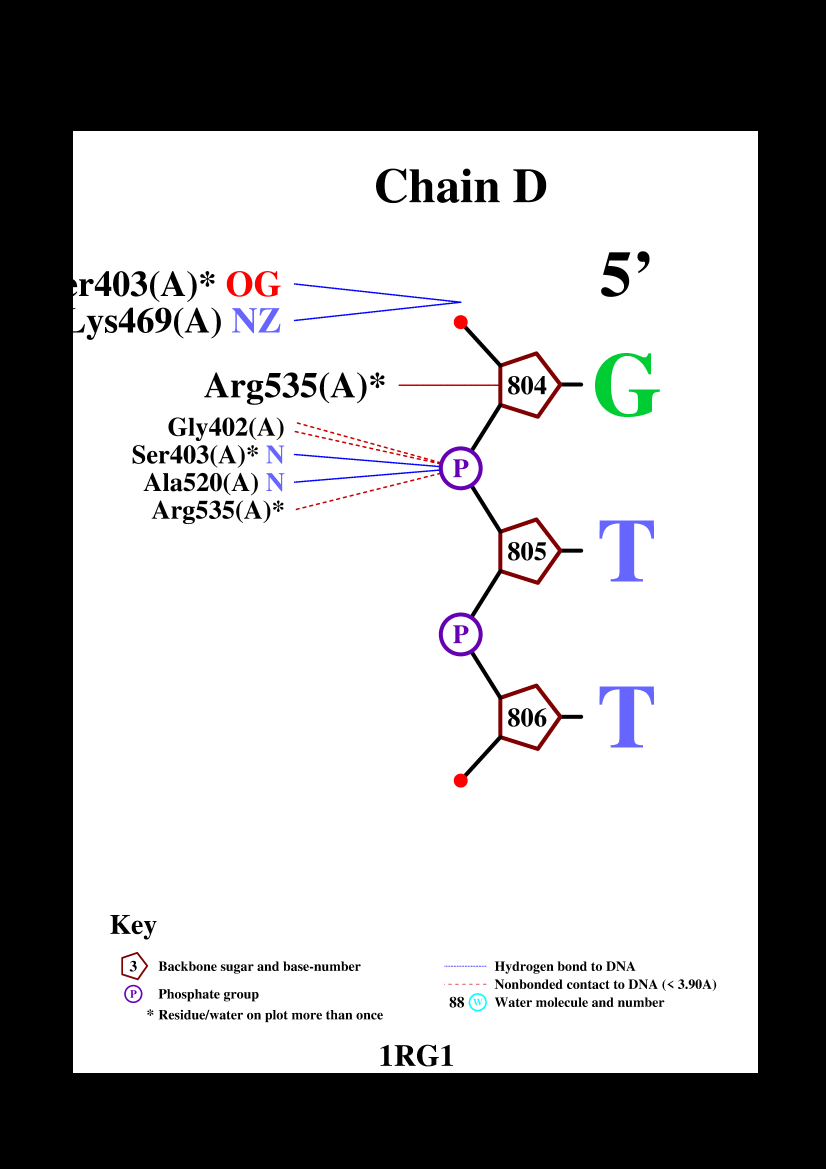 Chain D
5’
er403(A)* OG
Lys469(A) NZ
Arg535(A)*
804
G
Gly402(A)
Ser403(A)* N
P
Ala520(A) N
Arg535(A)*
805
T
P
806
T
Key
3 Backbone sugar and base-number
P Phosphate group
* Residue/water on plot more than once
Hydrogen bond to DNA
Nonbonded contact to DNA (< 3.90A)
88 W Water molecule and number
1RG1